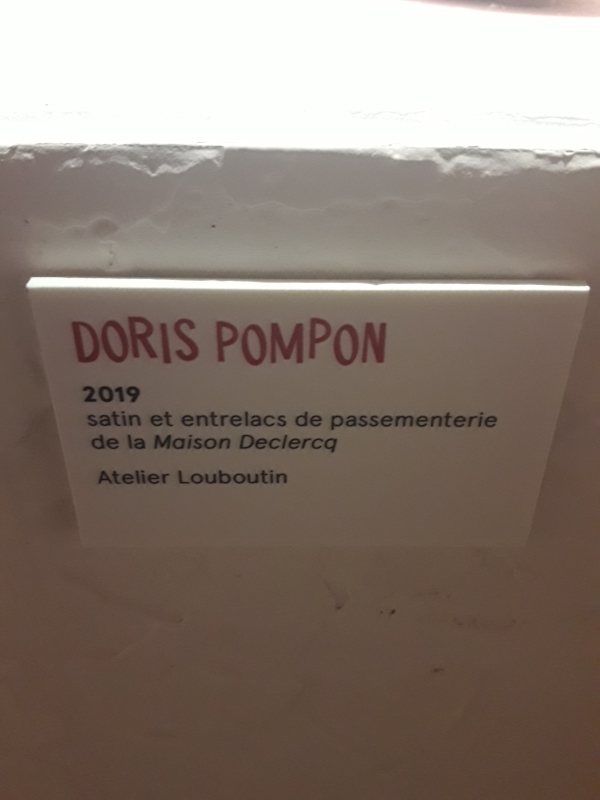 DORIS POMPON
2019
satin et entrelacs de passementerie
de la Maison Declercq
Atelier Louboutin